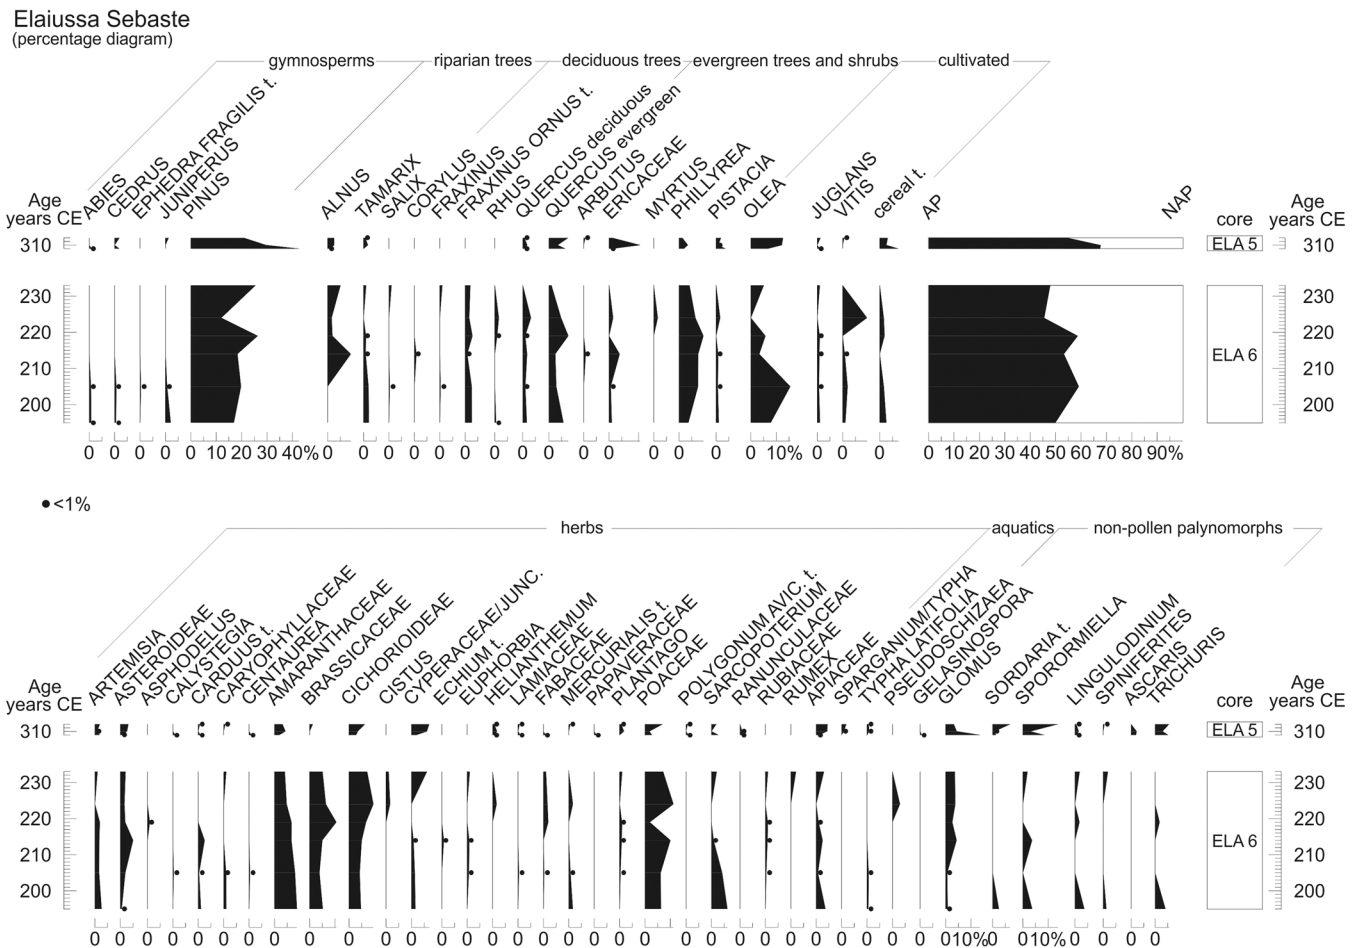 Elaiussa Sebaste
(percentage diagram)
gymnosperms riparian trees deciduous trees evergreen trees and shrubs cultivated
Age
years CE
ABIES
CEDRUS
EPHEDRA FRAGILIS t.
JUNIPERUS
PINUS
ALNUS
TAMARIX
SALIX
CORYLUS
FRAXINUS
FRAXINUS ORNUS t.
RHUS
QUERCUS deciduous
QUERCUS evergreen
ARBUTUS
ERICACEAE
MYRTUS
PHILLYREA
PISTACIA
OLEA
JUGLANS
VITIS
cereal t.
AP
NAP
core
Age
years CE
310 ELA 5 310
230 230
220 220
210 ELA 6 210
200 200
0 0 0 0 0 10 20 30 40% 0 0 0 0 0 0 0 0 0 0 0 0 0 0 0 10% 0 0 0 0 10 20 30 40 50 60 70 80 90%
<1%
herbs aquatics non-pollen palynomorphs
Age
years CE
ARTEMISIA
ASTEROIDEAE
ASPHODELUS
CALYSTEGIA
CARDUUS t.
CARYOPHYLLACEAE
CENTAUREA
AMARANTHACEAE
BRASSICACEAE
CICHORIOIDEAE
CISTUS
CYPERACEAE/JUNC.
ECHIUM t.
EUPHORBIA
HELIANTHEMUM
LAMIACEAE
FABACEAE
MERCURIALIS t.
PAPAVERACEAE
PLANTAGO
POACEAE
POLYGONUM AVIC. t.
SARCOPOTERIUM
RANUNCULACEAE
RUBIACEAE
RUMEX
APIACEAE
SPARGANIUM/TYPHA
TYPHA LATIFOLIA
PSEUDOSCHIZAEA
GELASINOSPORA
GLOMUS
SORDARIA t.
SPORORMIELLA
LINGULODINIUM
SPINIFERITES
ASCARIS
TRICHURIS
core
Age
years CE
310 ELA 5 310
230 230
220 220
210 ELA 6 210
200 200
0 0 0 0 0 0 0 0 0 0 0 0 0 0 0 0 0 0 0 0 0 0 0 0 0 0 0 0 0 0 0 0 10% 0 0 10% 0 0 0 0